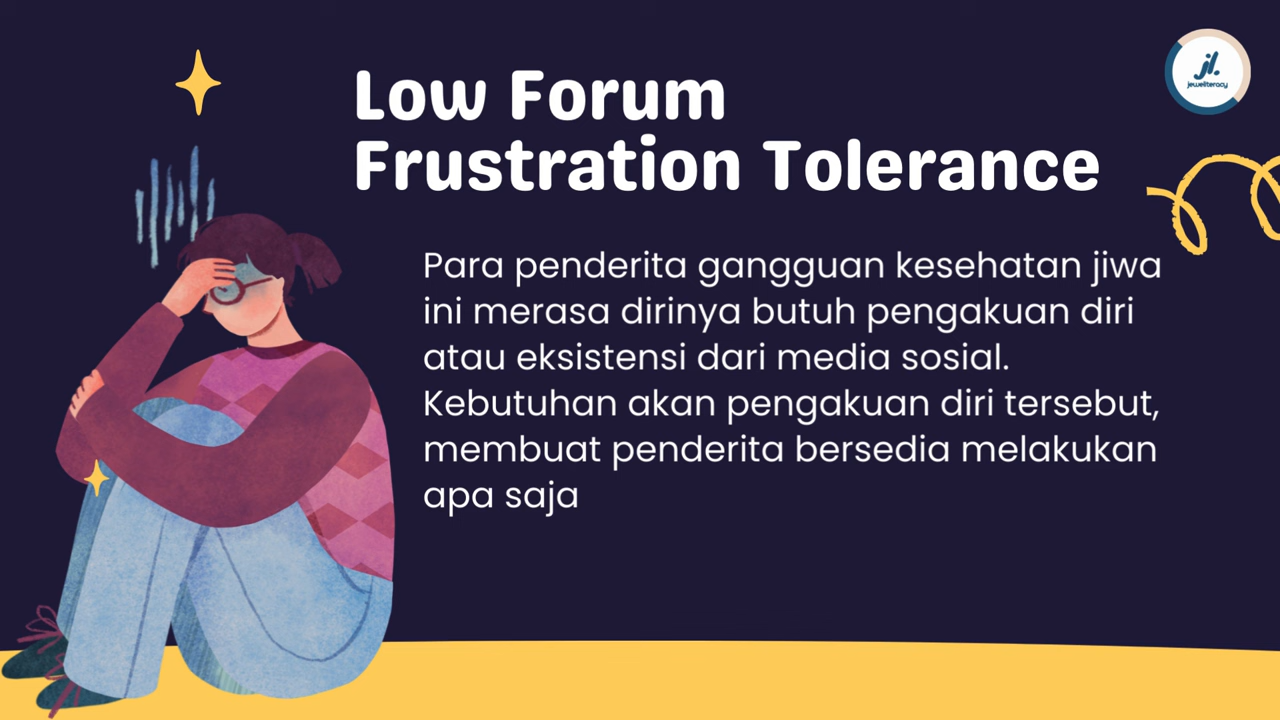 Low Forum
Frustration Tolerance
jl.
jeweliteracy
Para penderita gangguan kesehatan jiwa
ini merasa dirinya butuh pengakuan diri
atau eksistensi dari media sosial.
Kebutuhan akan pengakuan diri tersebut,
membuat penderita bersedia melakukan
apa saja